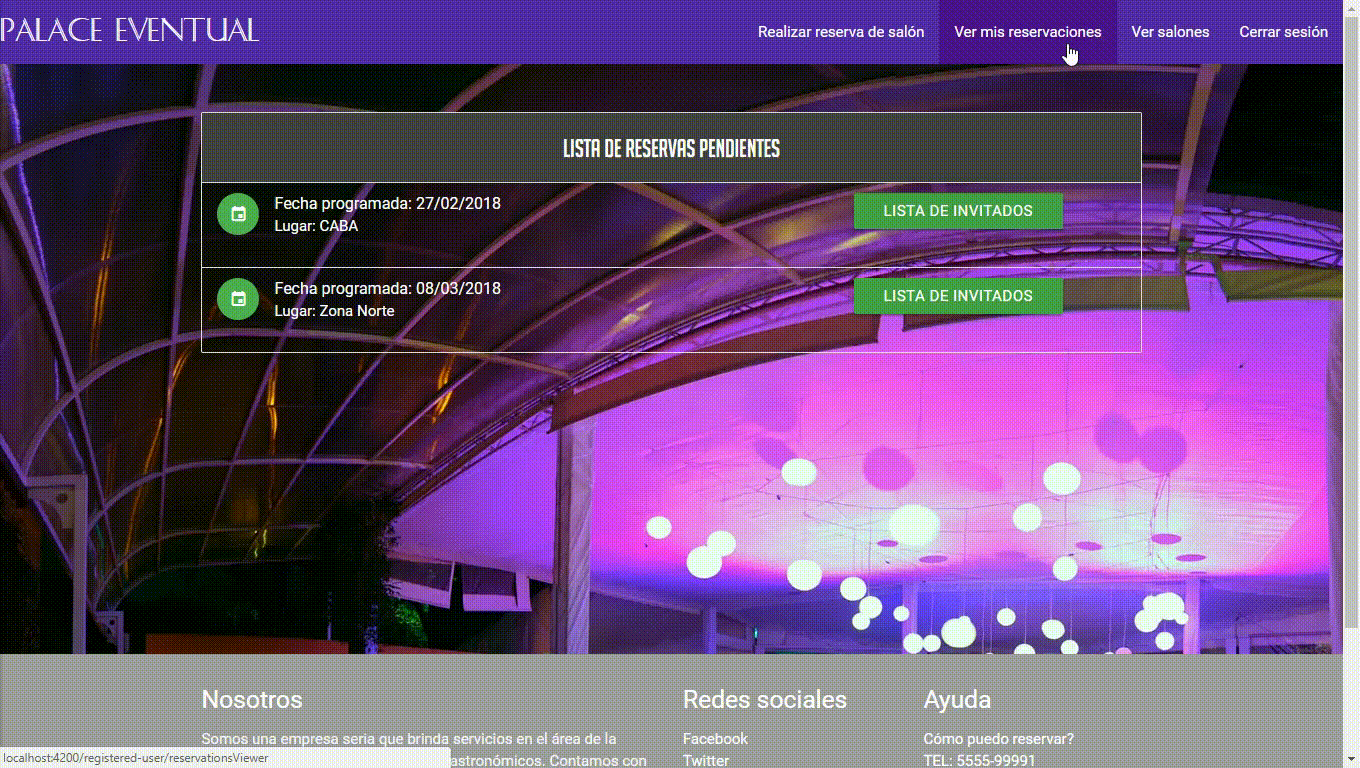 PALACE EVENTUAL
Realizar reserva de salón
Ver mis reservaciones
Ver salones
Cerrar sesión
LISTA DE RESERVAS PENDIENTES
Fecha programada: 27/02/2018
Lugar: CABA
LISTA DE INVITADOS
Fecha programada: 08/03/2018
Lugar: Zona Norte
LISTA DE INVITADOS
Nosotros
Somos una empresa seria que brinda servicios en el área de la
astronómicos. Contamos con
Redes sociales
Facebook
Twitter
Ayuda
Cómo puedo reservar?
TEL: 5555-99991
localhost:4200/registered-user/reservationsViewer